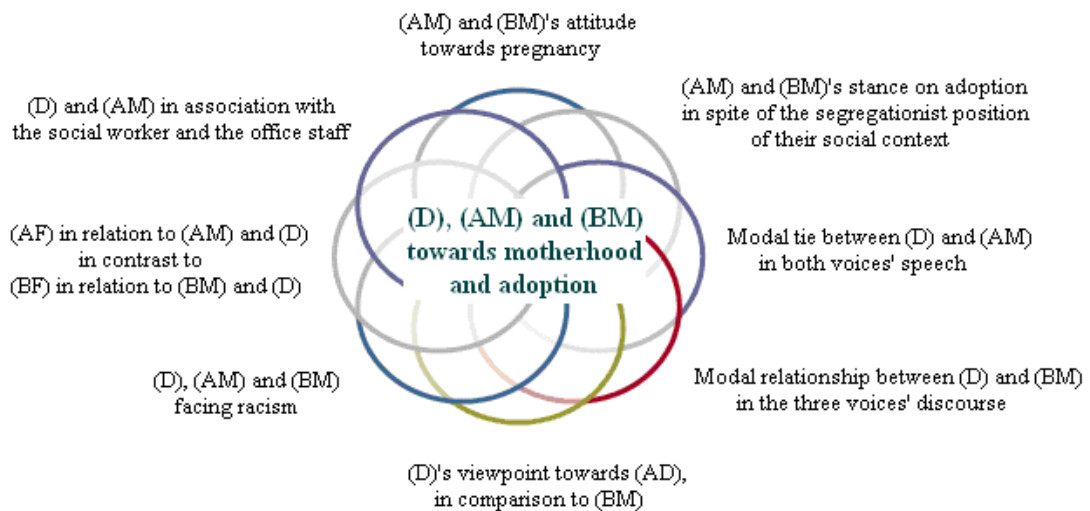 (AM) and (BM)'s attitude
towards pregnancy
(D) and (AM) in association with
the social worker and the office staff
(AM) and (BM)'s stance on adoption
in spite of the segregationist position
of their social context
(AF) in relation to (AM) and (D)
in contrast to
(BF) in relation to (BM) and (D)
(D), (AM) and (BM)
towards motherhood
and adoption
Modal tie between (D) and (AM)
in both voices' speech
(D), (AM) and (BM)
facing racism
Modal relationship between (D) and (BM)
in the three voices' discourse
(D)'s viewpoint towards (AD),
in comparison to (BM)